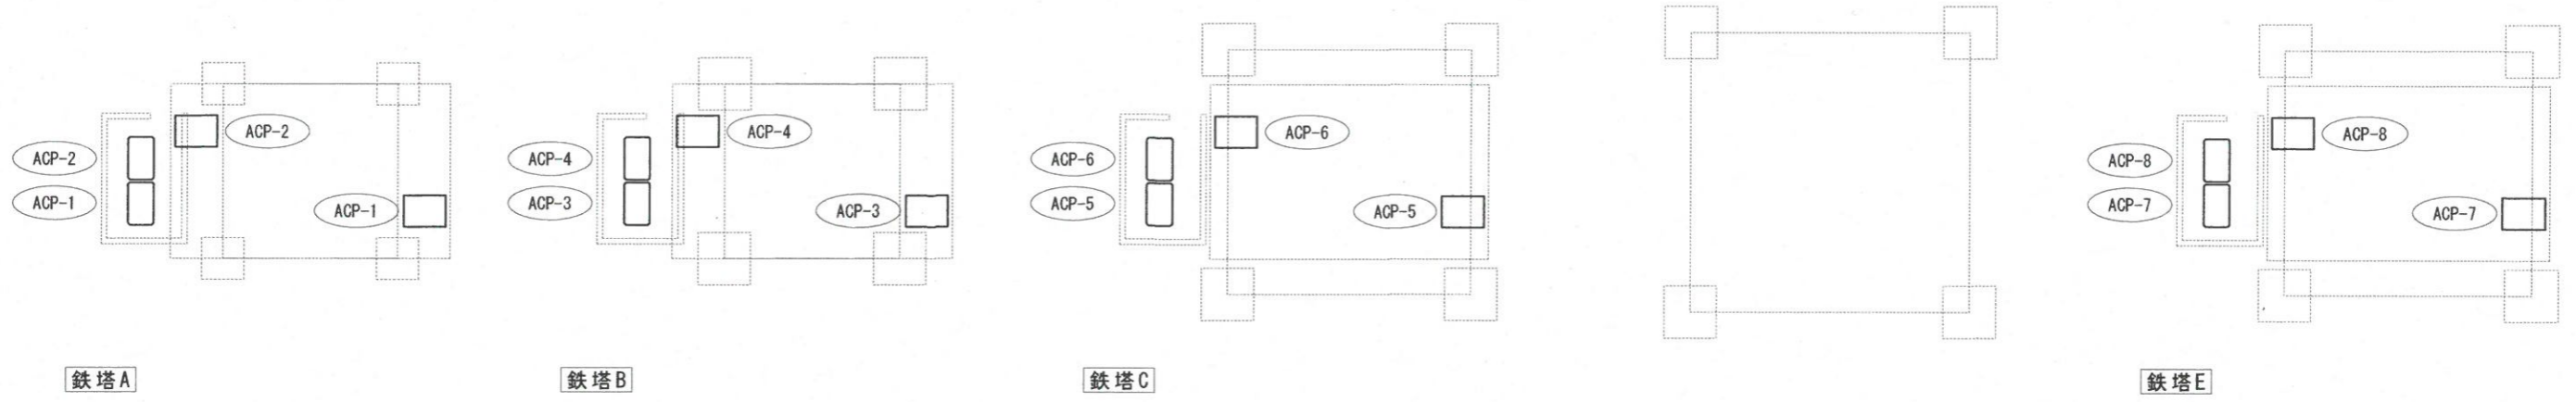 ACP-2
ACP-1
ACP-2
ACP-1
鉄塔A
ACP-4
ACP-3
ACP-4
ACP-3
鉄塔B
ACP-6
ACP-5
ACP-6
ACP-5
鉄塔C
ACP-8
ACP-7
ACP-8
ACP-7
鉄塔E